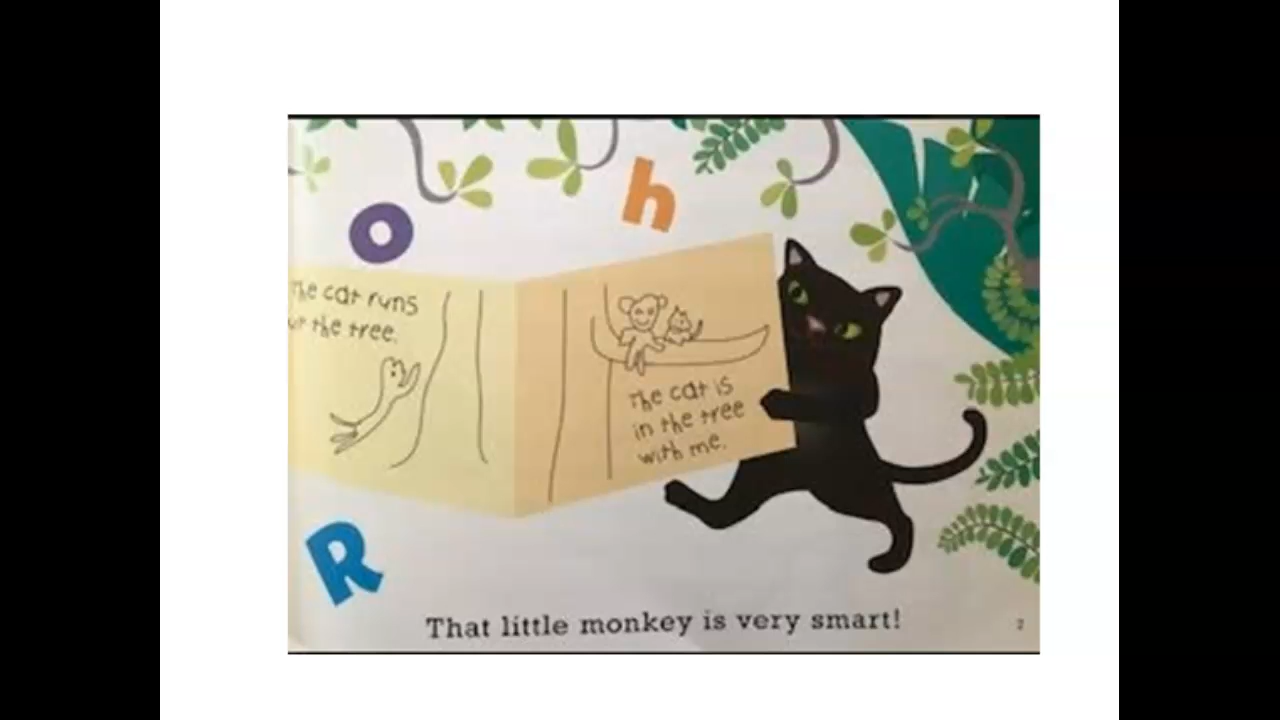 o
h
The cat runs
the tree.
The cat is
in the tree
with me.
R
That little monkey is very smart!
2